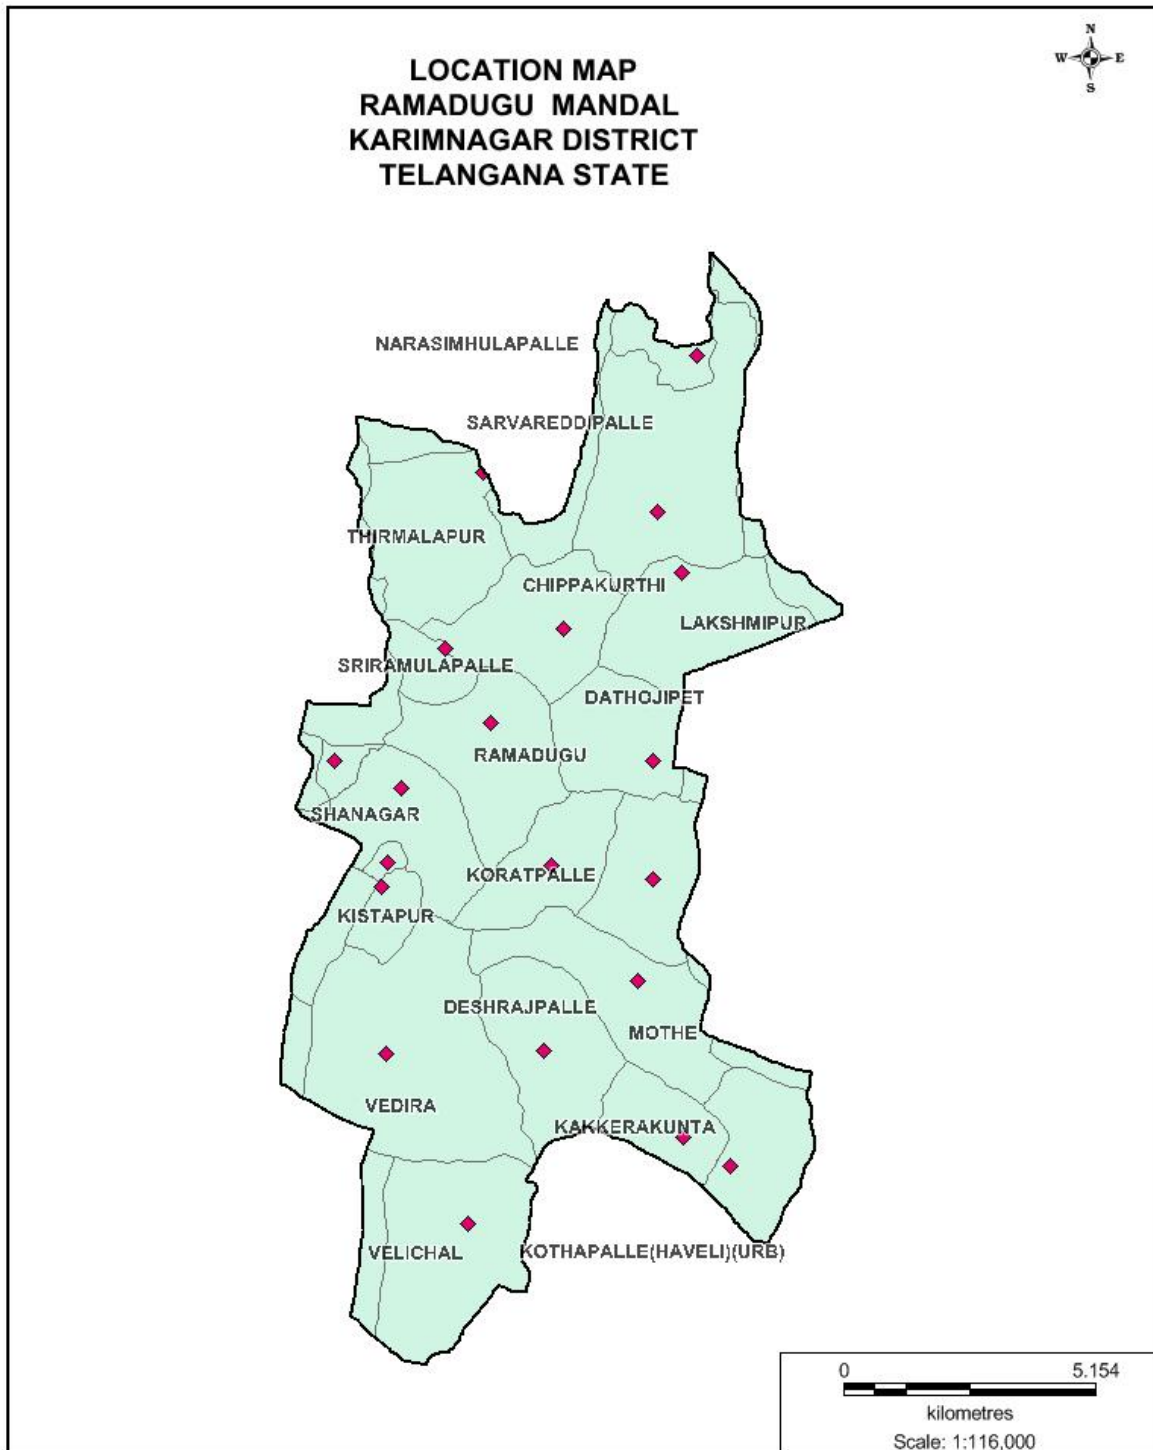 N
W E
S
LOCATION MAP
RAMADUGU MANDAL
KARIMNAGAR DISTRICT
TELANGANA STATE
NARASIMHULAPALLE
SARVAREDDIPALLE
THIRMALAPUR
CHIPPAKURTHI
LAKSHMIPUR
SRIRAMULAPALLE
DATHOJIPET
RAMADUGU
SHANAGAR
KORATPALLE
KISTAPUR
DESHRAJPALLE
MOTHE
VEDIRA
KAKKERAKUNTA
VELICHAL
KOTHAPALLE(HAVELI)(URB)
0 5.154
kilometres
Scale: 1:116,000